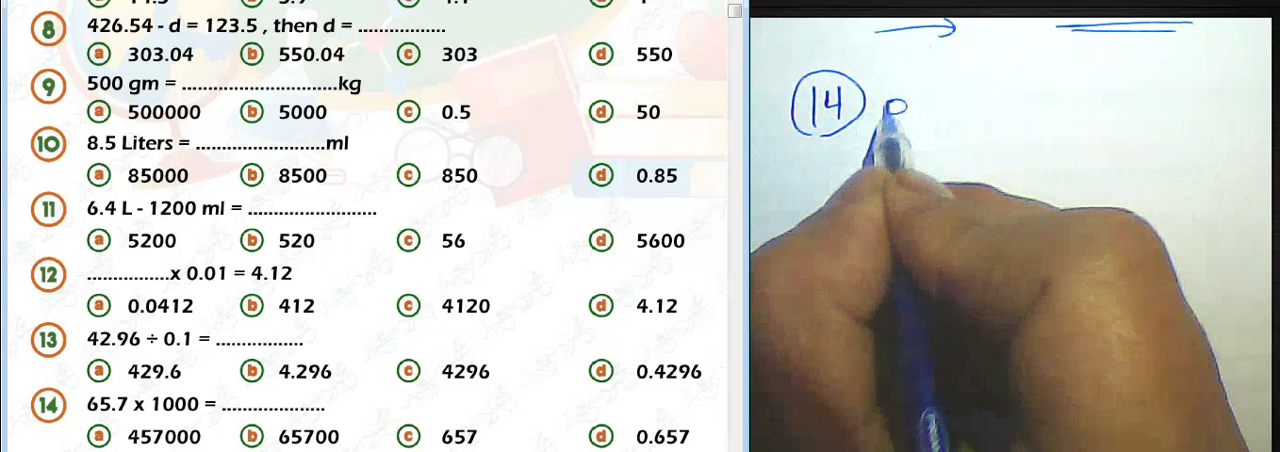 8 426.54 - d = 123.5 , then d = .................
a 303.04 b 550.04 c 303 d 550
9 500 gm = ..............................kg
a 500000 b 5000 c 0.5 d 50
10 8.5 Liters = .........................ml
a 85000 b 8500 c 850 d 0.85
11 6.4 L - 1200 ml = .........................
a 5200 b 520 c 56 d 5600
12 ................x 0.01 = 4.12
a 0.0412 b 412 c 4120 d 4.12
13 42.96 ÷ 0.1 = .................
a 429.6 b 4.296 c 4296 d 0.4296
14 65.7 x 1000 = ....................
a 457000 b 65700 c 657 d 0.657
14